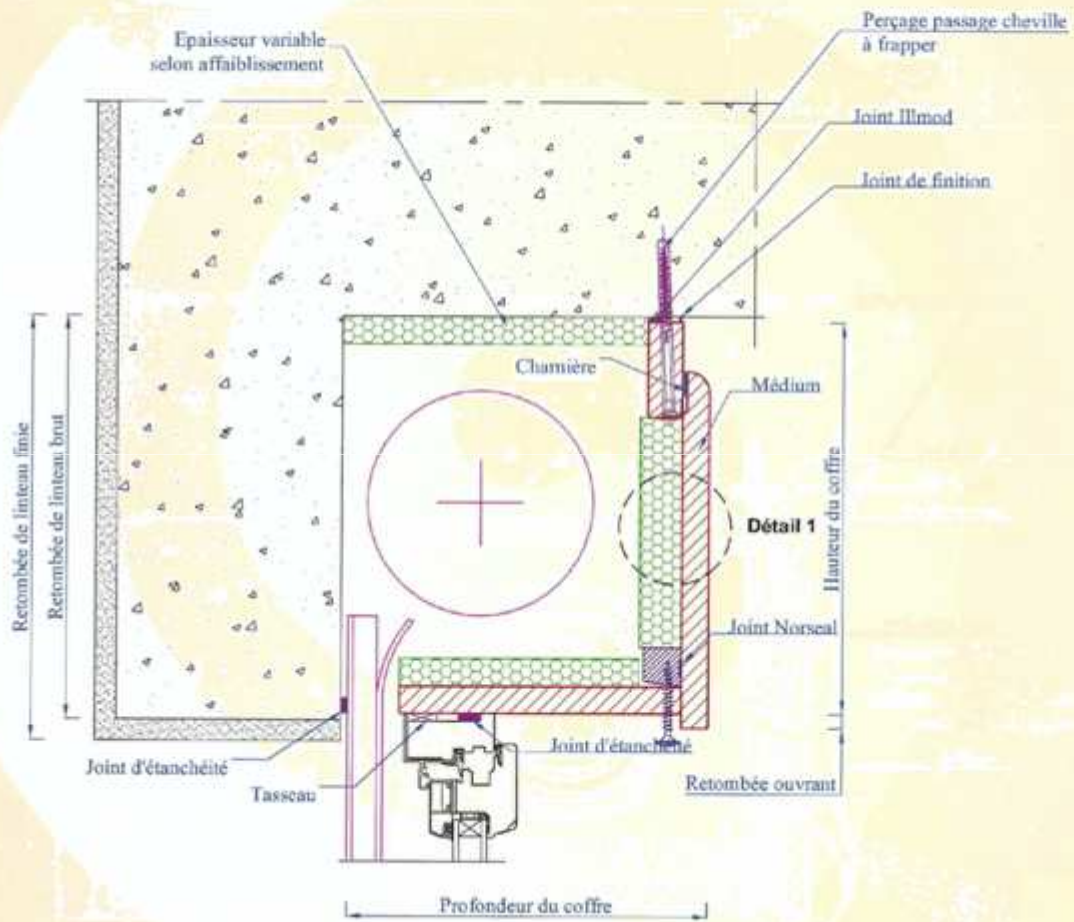 Perçage passage cheville
à frapper
Epaisseur variable
selon affaiblissement
Joint Illmod
Joint de finition
Charnière
Médium
Retombée de linteau finie
Retombée de linteau brut
Hauteur du coffre
Détail 1
Joint Norseal
Joint d'étanchéité
Joint d'étanchéité
Tasseau
Retombée ouvrant
Profondeur du coffre